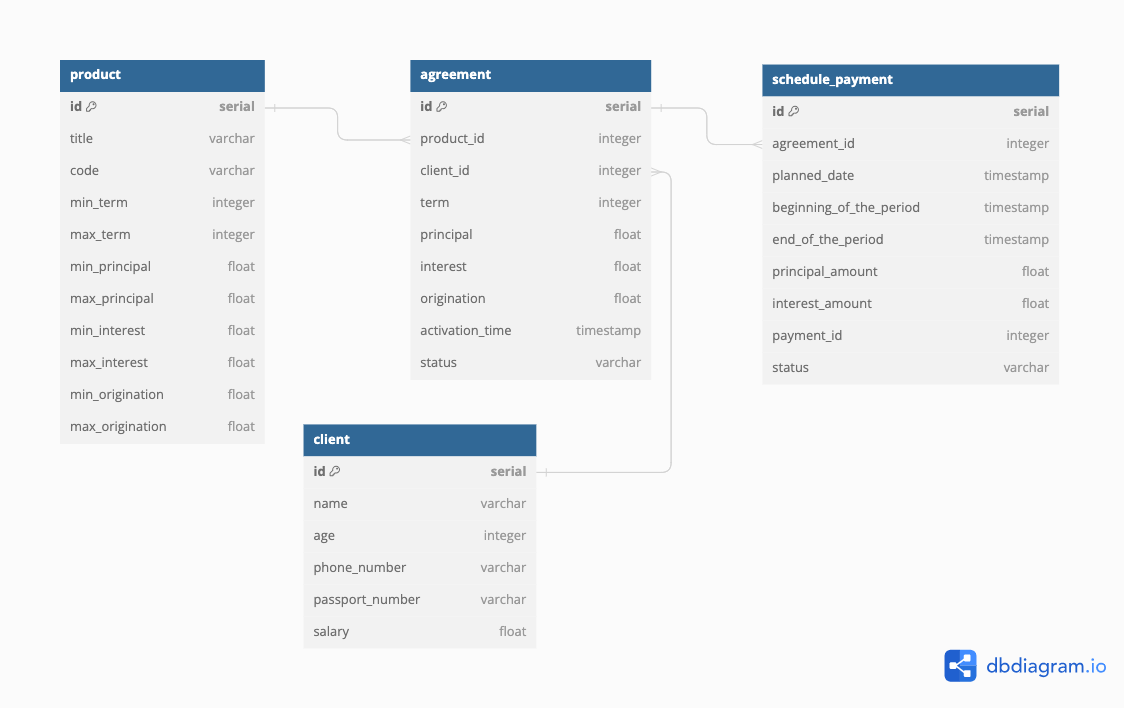 product
id serial
title varchar
code varchar
min_term integer
max_term integer
min_principal float
max_principal float
min_interest float
max_interest float
min_origination float
max_origination float
agreement
id serial
product_id integer
client_id integer
term integer
principal float
interest float
origination float
activation_time timestamp
status varchar
schedule_payment
id serial
agreement_id integer
planned_date timestamp
beginning_of_the_period timestamp
end_of_the_period timestamp
principal_amount float
interest_amount float
payment_id integer
status varchar
client
id serial
name varchar
age integer
phone_number varchar
passport_number varchar
salary float
dbdiagram.io